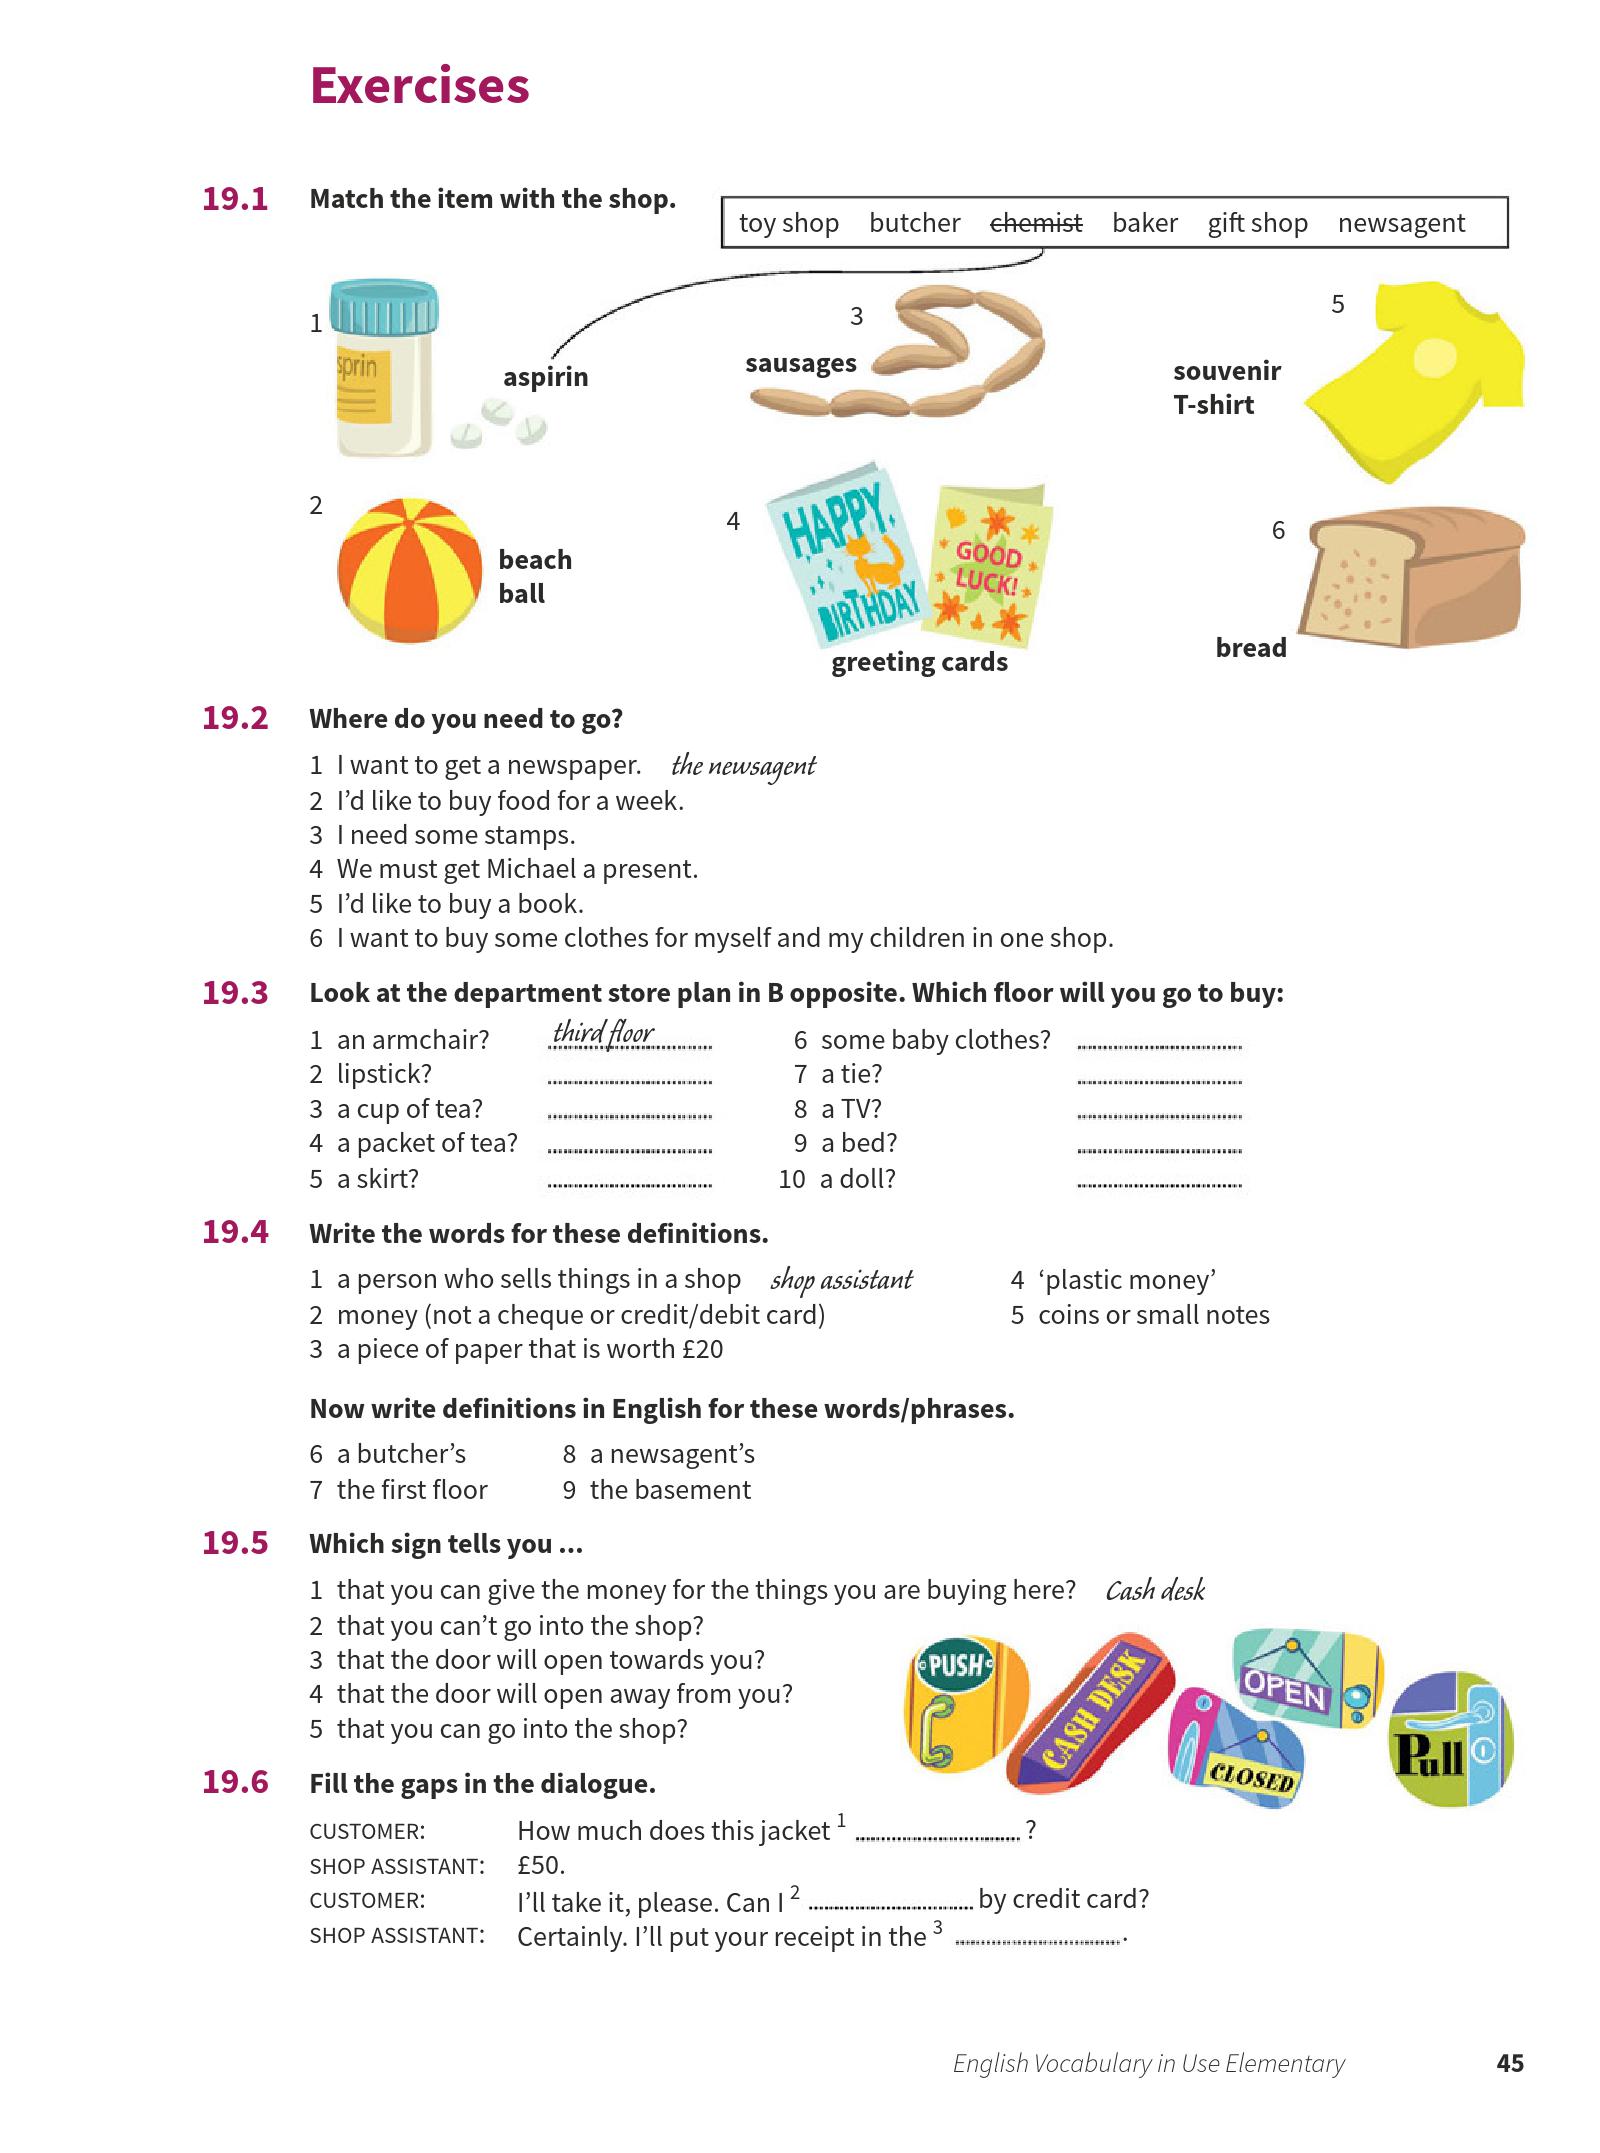 Exercises
19.1 Match the item with the shop.
toy shop butcher chemist baker gift shop newsagent
1
sprin
aspirin
3
sausages
5
souvenir
T-shirt
2
beach
ball
4
HAPPY
BIRTHDAY
GOOD
LUCK!
greeting cards
6
bread
19.2 Where do you need to go?
1 I want to get a newspaper. the newsagent
2 I’d like to buy food for a week.
3 I need some stamps.
4 We must get Michael a present.
5 I’d like to buy a book.
6 I want to buy some clothes for myself and my children in one shop.
19.3 Look at the department store plan in B opposite. Which floor will you go to buy:
1 an armchair? third floor 6 some baby clothes?
2 lipstick? 7 a tie?
3 a cup of tea? 8 a TV?
4 a packet of tea? 9 a bed?
5 a skirt? 10 a doll?
19.4 Write the words for these definitions.
1 a person who sells things in a shop shop assistant 4 ‘plastic money’
2 money (not a cheque or credit/debit card) 5 coins or small notes
3 a piece of paper that is worth £20
Now write definitions in English for these words/phrases.
6 a butcher’s 8 a newsagent’s
7 the first floor 9 the basement
19.5 Which sign tells you ...
1 that you can give the money for the things you are buying here? Cash desk
2 that you can’t go into the shop?
3 that the door will open towards you?
4 that the door will open away from you?
5 that you can go into the shop?
PUSH
CASH DESK
OPEN
CLOSED
Pull
19.6 Fill the gaps in the dialogue.
CUSTOMER: How much does this jacket 1 ?
SHOP ASSISTANT: £50.
CUSTOMER: I’ll take it, please. Can I 2 by credit card?
SHOP ASSISTANT: Certainly. I’ll put your receipt in the 3 .
English Vocabulary in Use Elementary 45